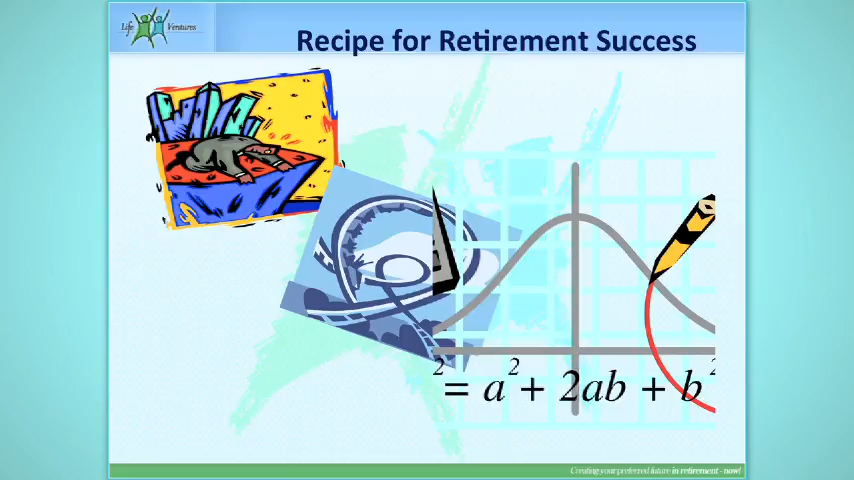 Life Ventures
Recipe for Retirement Success
² = a² + 2ab + b²
Creating your preferred future in retirement - now!